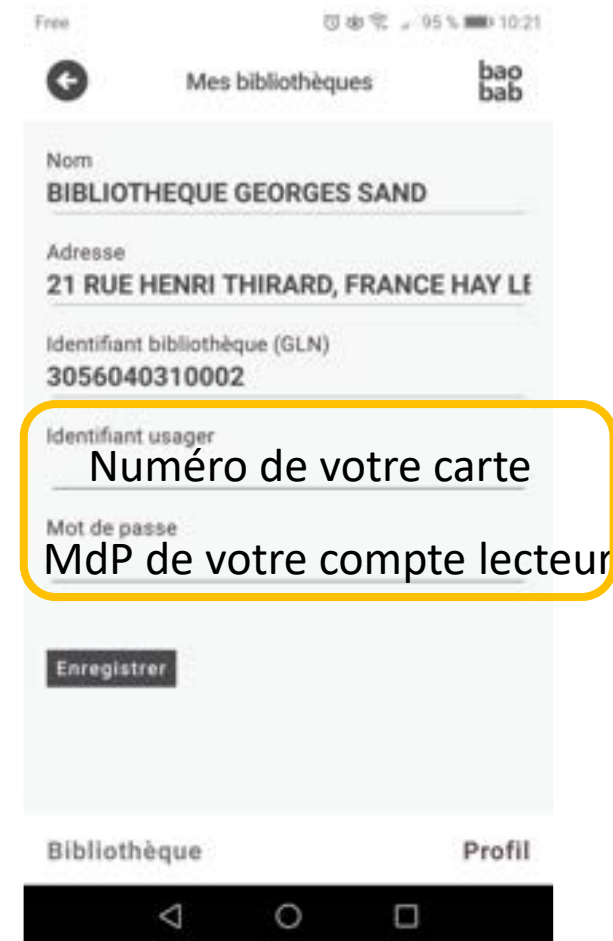 Free 95 % 10:21
Mes bibliothèques
bao
bab
Nom
BIBLIOTHEQUE GEORGES SAND
Adresse
21 RUE HENRI THIRARD, FRANCE HAY LE
Identifiant bibliothèque (GLN)
3056040310002
Identifiant usager
Numéro de votre carte
Mot de passe
MdP de votre compte lecteur
Enregistrer
Bibliothèque Profil